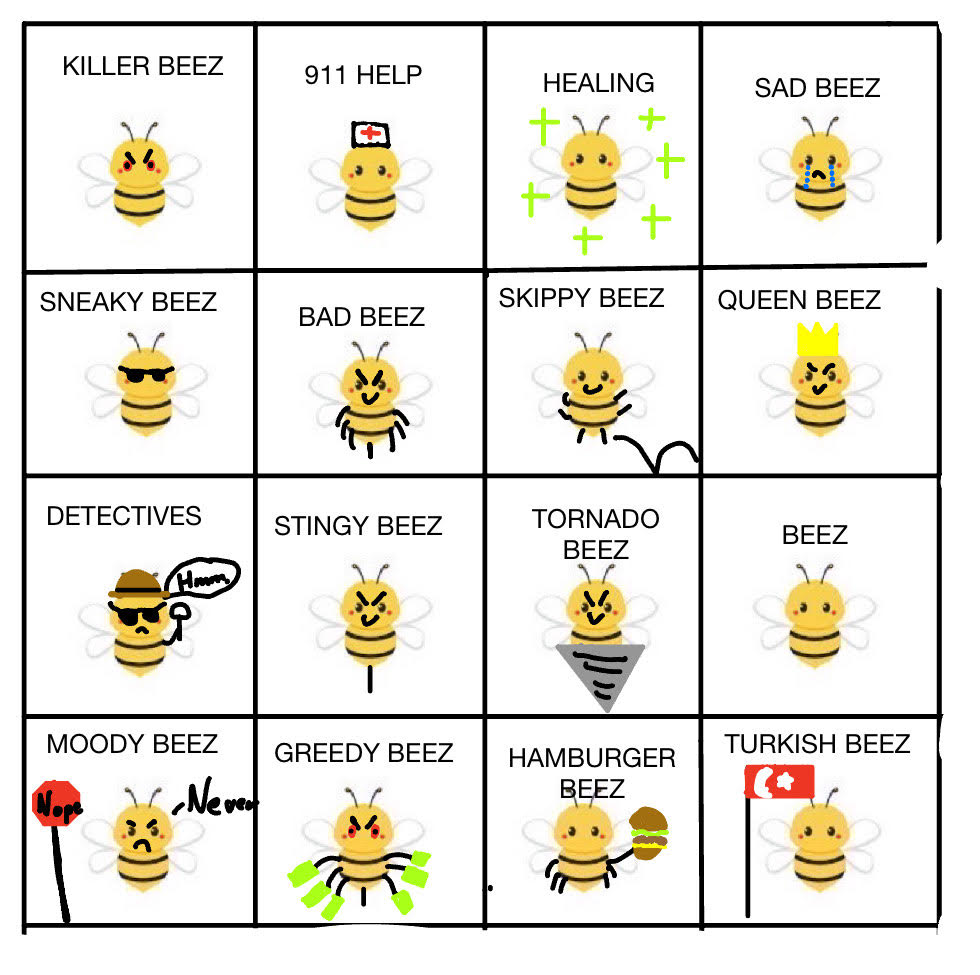 KILLER BEEZ
911 HELP
HEALING
SAD BEEZ
SNEAKY BEEZ
BAD BEEZ
SKIPPY BEEZ
QUEEN BEEZ
DETECTIVES
Hmm.
STINGY BEEZ
TORNADO
BEEZ
BEEZ
MOODY BEEZ
Nope
Never
GREEDY BEEZ
HAMBURGER
BEEZ
TURKISH BEEZ